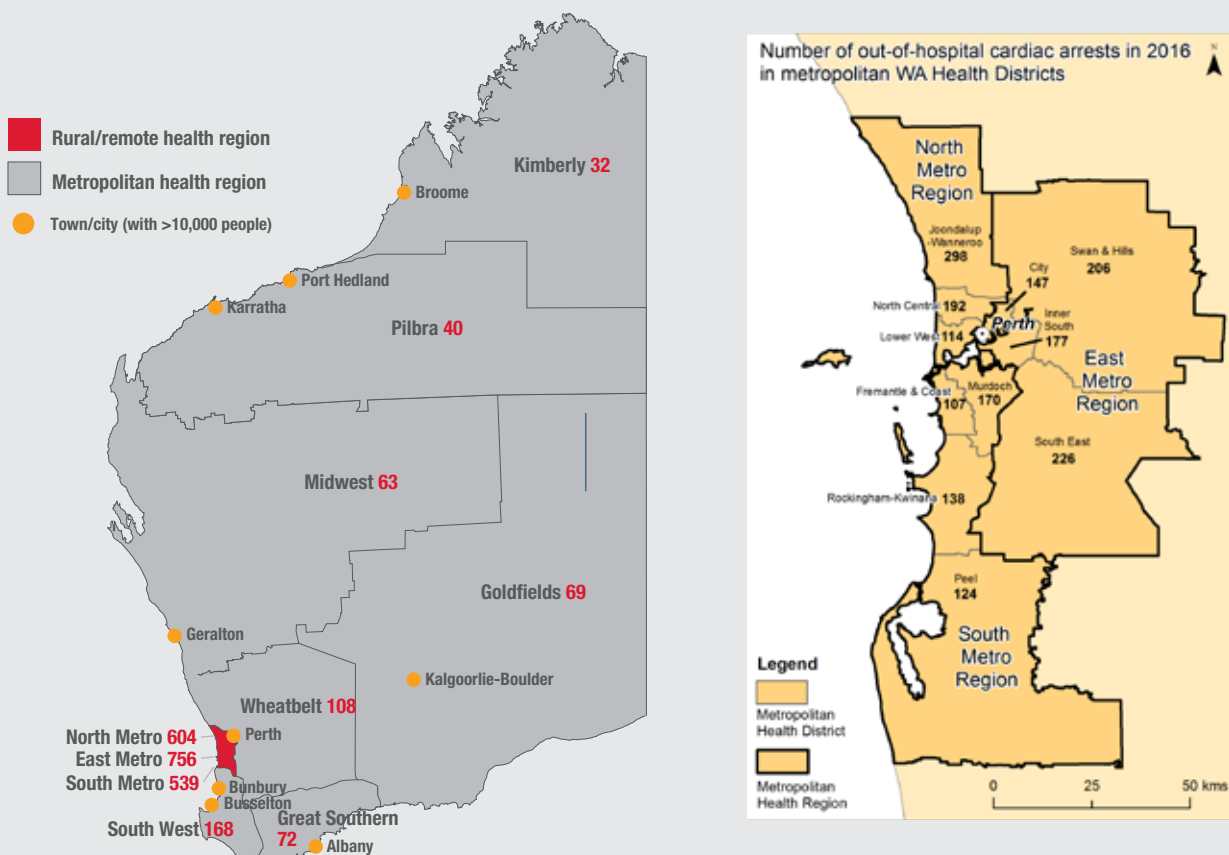 Rural/remote health region
Metropolitan health region
Town/city (with >10,000 people)
Kimberly 32
Broome
Port Hedland
Karratha
Pilbra 40
Midwest 63
Goldfields 69
Geralton
Kalgoorlie-Boulder
Wheatbelt 108
North Metro 604
Perth
East Metro 756
South Metro 539
Bunbury
Busselton
South West 168
Great Southern
72
Albany
Number of out-of-hospital cardiac arrests in 2016
in metropolitan WA Health Districts
N
North
Metro
Region
Joondalup
-Wanneroo
298
Swan & Hills
206
City
147
North Central 192
Perth
Inner
South
177
Lower West 114
East
Metro
Region
Fremantle & Coast
107
Murdoch
170
South East
226
Rockingham-Kwinana 138
Peel
124
South
Metro
Region
Legend
Metropolitan
Health District
Metropolitan
Health Region
0 25 50 kms